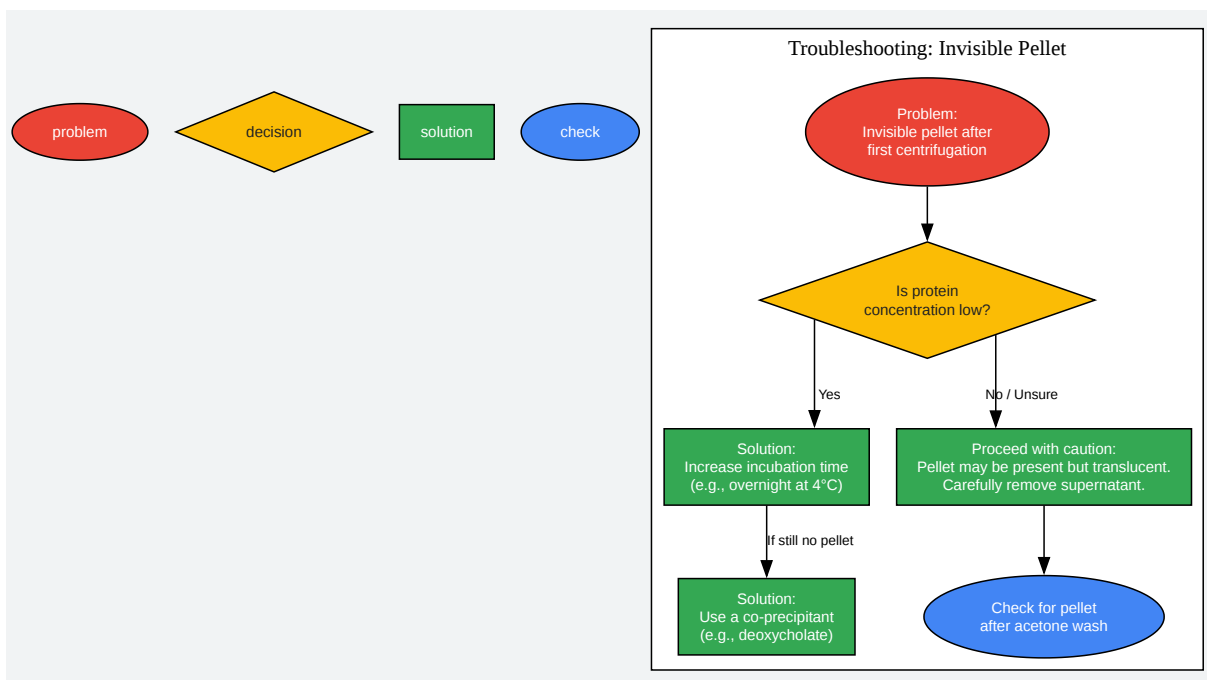 Troubleshooting: Invisible Pellet
problem
decision
solution
check
Problem:
Invisible pellet after
first centrifugation
Is protein
concentration low?
Yes
No / Unsure
Solution:
Increase incubation time
(e.g., overnight at 4°C)
Proceed with caution:
Pellet may be present but translucent.
Carefully remove supernatant.
If still no pellet
Solution:
Use a co-precipitant
(e.g., deoxycholate)
Check for pellet
after acetone wash